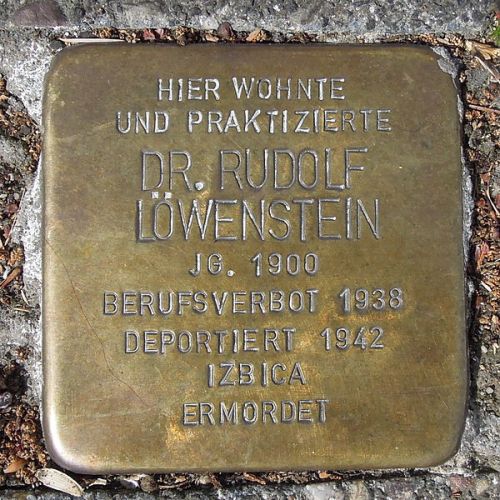 HIER WOHNTE
UND PRAKTIZIERTE
DR. RUDOLF
LÖWENSTEIN
JG. 1900
BERUFSVERBOT 1938
DEPORTIERT 1942
IZBICA
ERMORDET